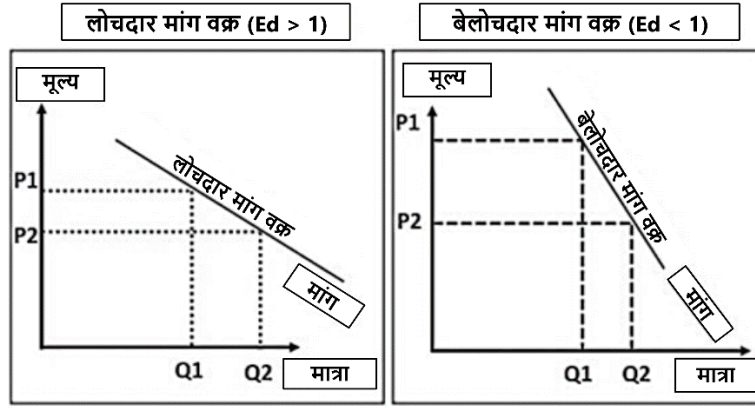 लोचदार मांग वक्र (Ed > 1)
मूल्य
P1
लोचदार मांग वक्र
P2
मांग
Q1
Q2
मात्रा
बेलोचदार मांग वक्र (Ed < 1)
मूल्य
P1
बेलोचदार मांग वक्र
P2
मांग
Q1
Q2
मात्रा